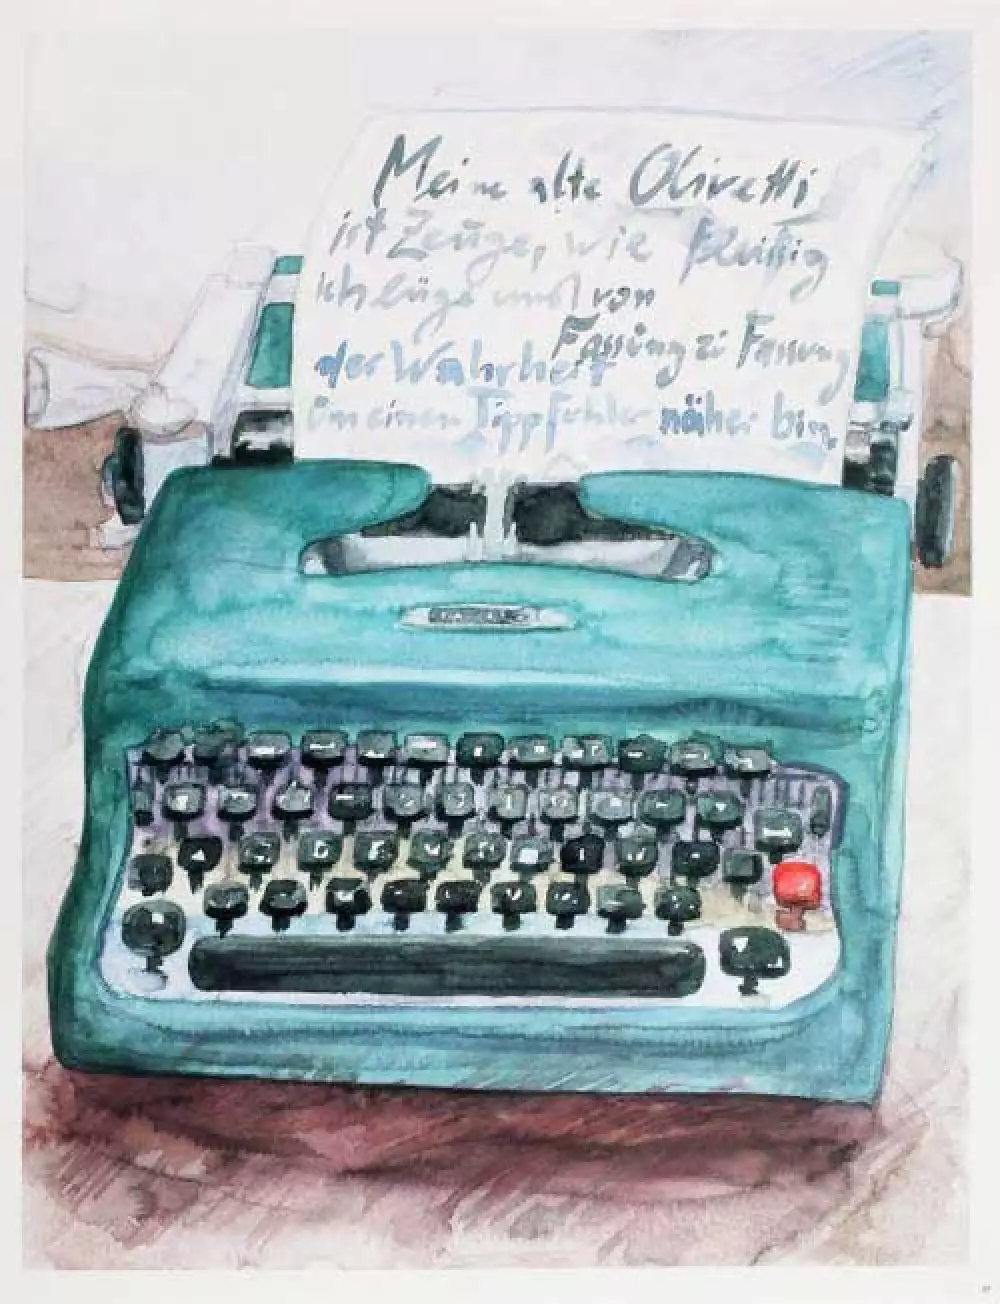 Meine alte Olivetti
ist Zeuge, wie fleißig
ich lüge und von
Fassung zu Fassung
der Wahrheit
um einen Tippfehler näher bin.